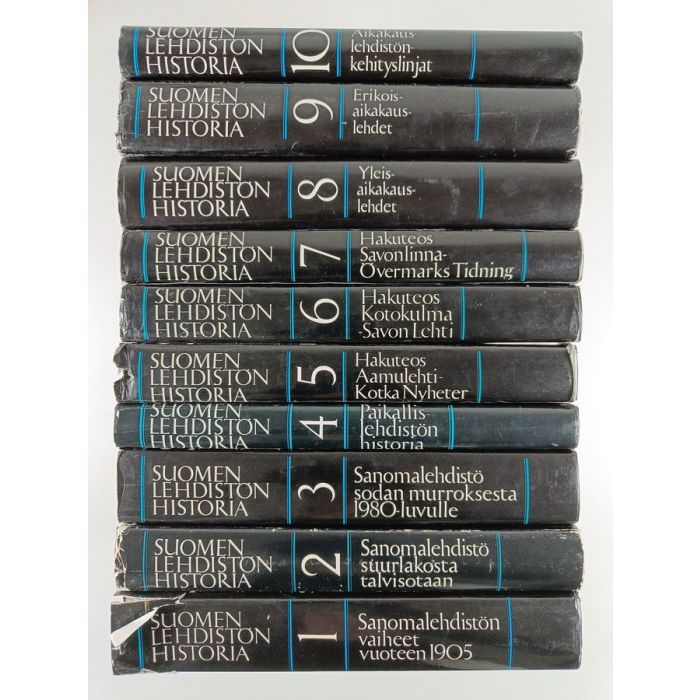 SUOMEN
LEHDISTÖN
HISTORIA
10
Aikakaus
lehdistön-
kehityslinjat
SUOMEN
LEHDISTÖN
HISTORIA
9
Erikois-
aikakaus-
lehdet
SUOMEN
LEHDISTÖN
HISTORIA
8
Yleis-
aikakaus-
lehdet
SUOMEN
LEHDISTÖN
HISTORIA
7
Hakuteos
Savonlinna-
Övermarks Tidning
SUOMEN
LEHDISTÖN
HISTORIA
6
Hakuteos
Kotokulma
-Savon Lehti
SUOMEN
LEHDISTÖN
HISTORIA
5
Hakuteos
Aamulehti-
Kotka Nyheter
SUOMEN
LEHDISTÖN
HISTORIA
4
Paikallis-
lehdistön
historia
SUOMEN
LEHDISTÖN
HISTORIA
3
Sanomalehdistö
sodan murroksesta
1980-luvulle
SUOMEN
LEHDISTÖN
HISTORIA
2
Sanomalehdistö
suurlakosta
talvisotaan
SUOMEN
LEHDISTÖN
HISTORIA
1
Sanomalehdistön
vaiheet
vuoteen 1905